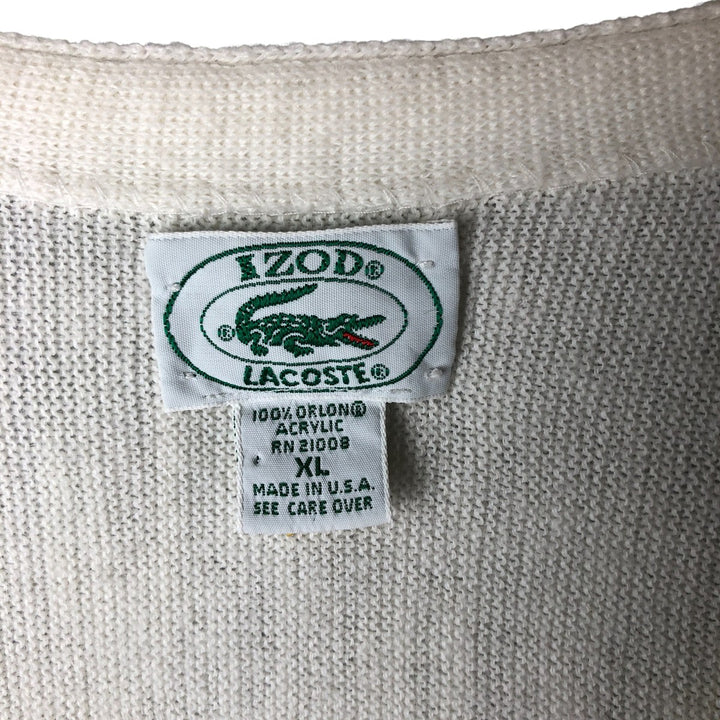 IZOD®
®
LACOSTE®
100% ORLON®
ACRYLIC
RN 21008
XL
MADE IN U.S.A.
SEE CARE OVER